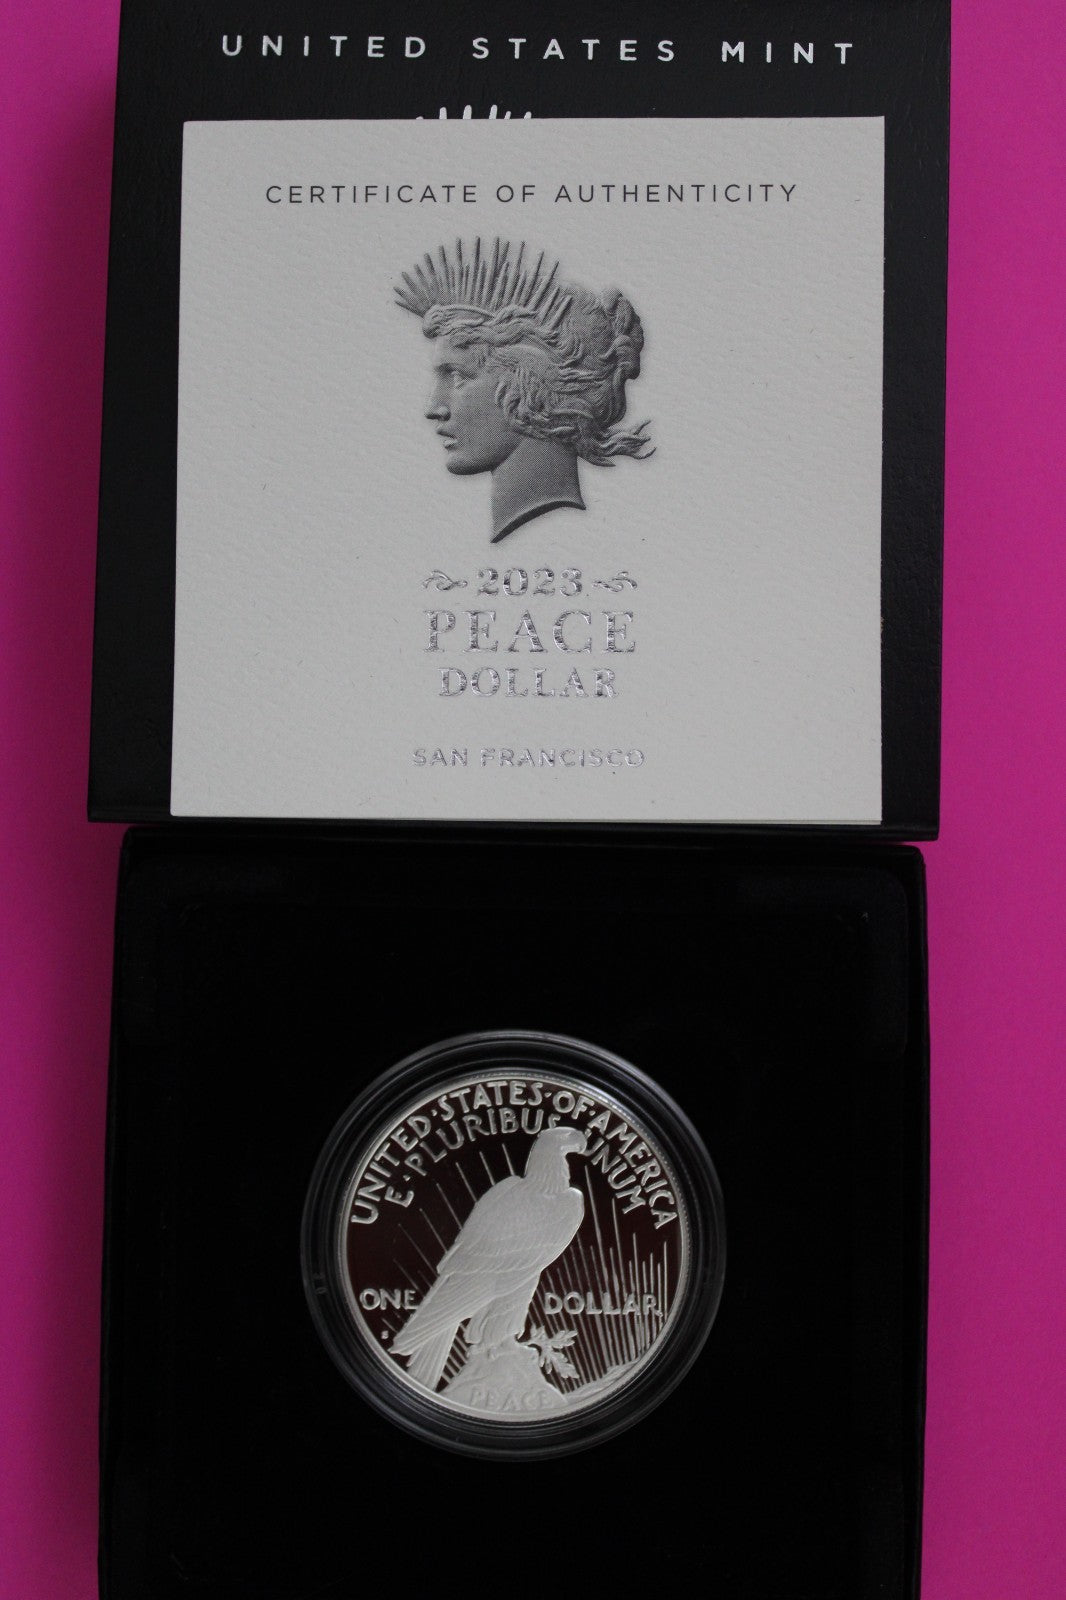 UNITED STATES MINT
CERTIFICATE OF AUTHENTICITY
2023
PEACE
DOLLAR
SAN FRANCISCO
UNITED·STATES·OF·AMERICA
E·PLURIBUS UNUM
ONE DOLLAR
S
PEACE